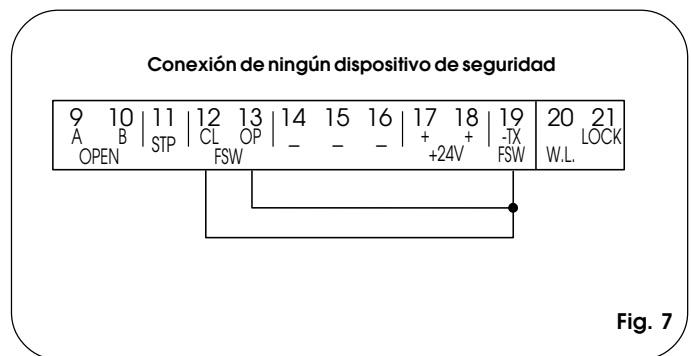 Conexión de ningún dispositivo de seguridad
9 10 11 12 13 14 15 16 17 18 19 20 21
A B STP CL OP _ _ _ + + -TX LOCK
OPEN FSW +24V FSW W.L.
Fig. 7